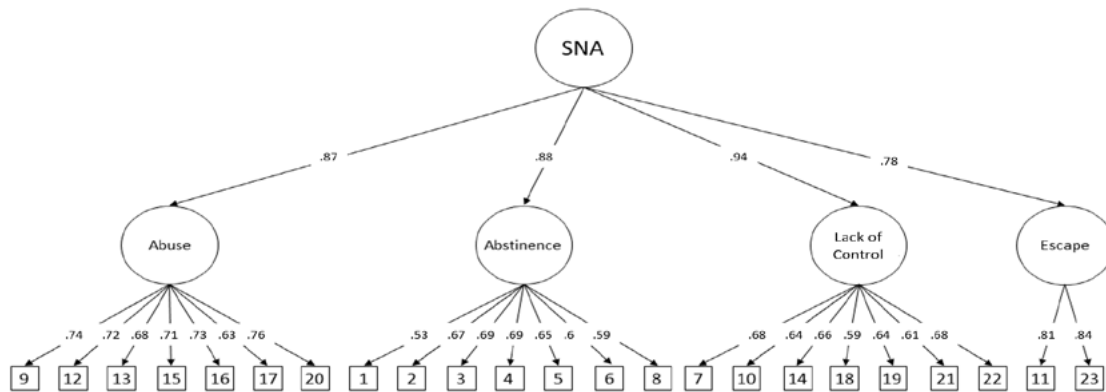 SNA
.87 .88 .94 .78
Abuse Abstinence Lack of Control Escape
.74 .72 .68 .71 .73 .63 .76 .53 .67 .69 .69 .65 .6 .59 .68 .64 .66 .59 .64 .61 .68 .81 .84
9 12 13 15 16 17 20 1 2 3 4 5 6 8 7 10 14 18 19 21 22 11 23